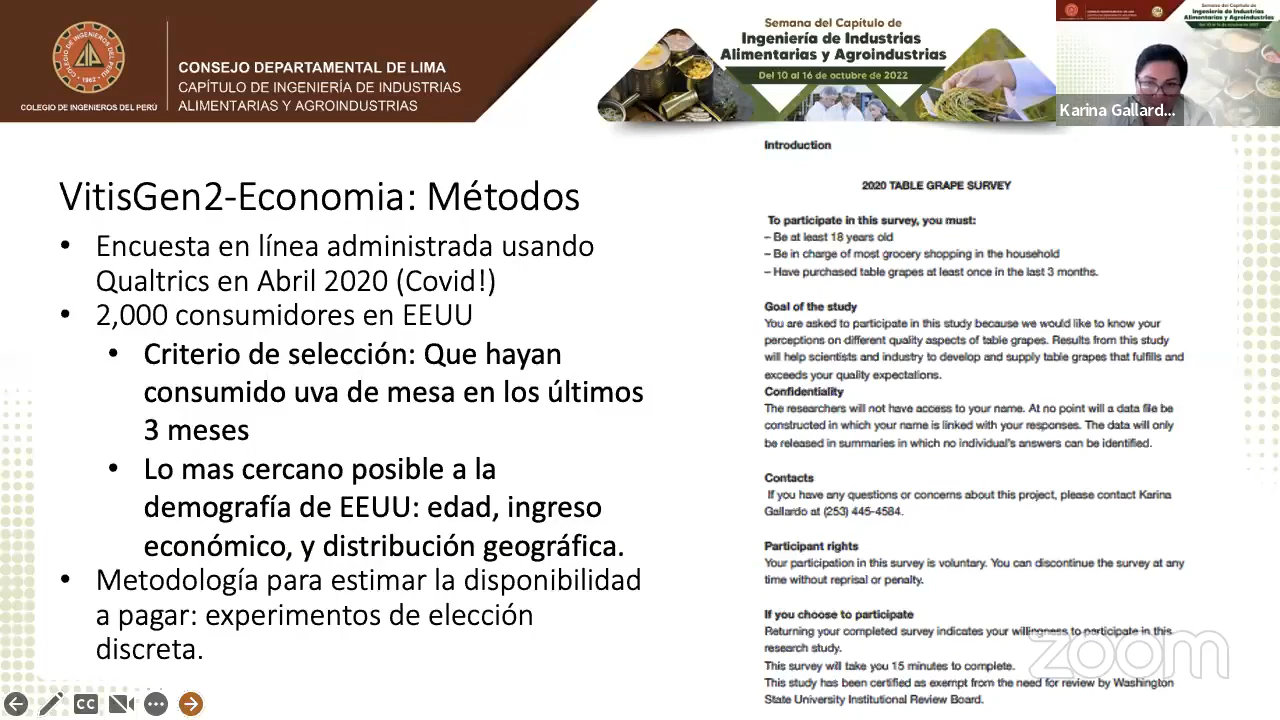 COLEGIO DE INGENIEROS DEL PERÚ
1962
COLEGIO DE INGENIEROS DEL PERÚ
CONSEJO DEPARTAMENTAL DE LIMA
CAPÍTULO DE INGENIERÍA DE INDUSTRIAS
ALIMENTARIAS Y AGROINDUSTRIAS
Semana del Capítulo de
Ingeniería de Industrias
Alimentarias y Agroindustrias
Del 10 al 16 de octubre de 2022
Semana del Capítulo de
Ingeniería de Industrias
Alimentarias y Agroindustrias
Karina Gallard...
VitisGen2-Economia: Métodos
• Encuesta en línea administrada usando
Qualtrics en Abril 2020 (Covid!)
• 2,000 consumidores en EEUU
• Criterio de selección: Que hayan
consumido uva de mesa en los últimos
3 meses
• Lo mas cercano posible a la
demografía de EEUU: edad, ingreso
económico, y distribución geográfica.
• Metodología para estimar la disponibilidad
a pagar: experimentos de elección
discreta.
Introduction
2020 TABLE GRAPE SURVEY
To participate in this survey, you must:
– Be at least 18 years old
– Be in charge of most grocery shopping in the household
– Have purchased table grapes at least once in the last 3 months.
Goal of the study
You are asked to participate in this study because we would like to know your
perceptions on different quality aspects of table grapes. Results from this study
will help scientists and industry to develop and supply table grapes that fulfills and
exceeds your quality expectations.
Confidentiality
The researchers will not have access to your name. At no point will a data file be
constructed in which your name is linked with your responses. The data will only
be released in summaries in which no individual's answers can be identified.
Contacts
If you have any questions or concerns about this project, please contact Karina
Gallardo at (253) 445-4584.
Participant rights
Your participation in this survey is voluntary. You can discontinue the survey at any
time without reprisal or penalty.
If you choose to participate
Returning your completed survey indicates your willingness to participate in this
research study.
This survey will take you 15 minutes to complete.
This study has been certified as exempt from the need for review by Washington
State University Institutional Review Board.
zoom
CC